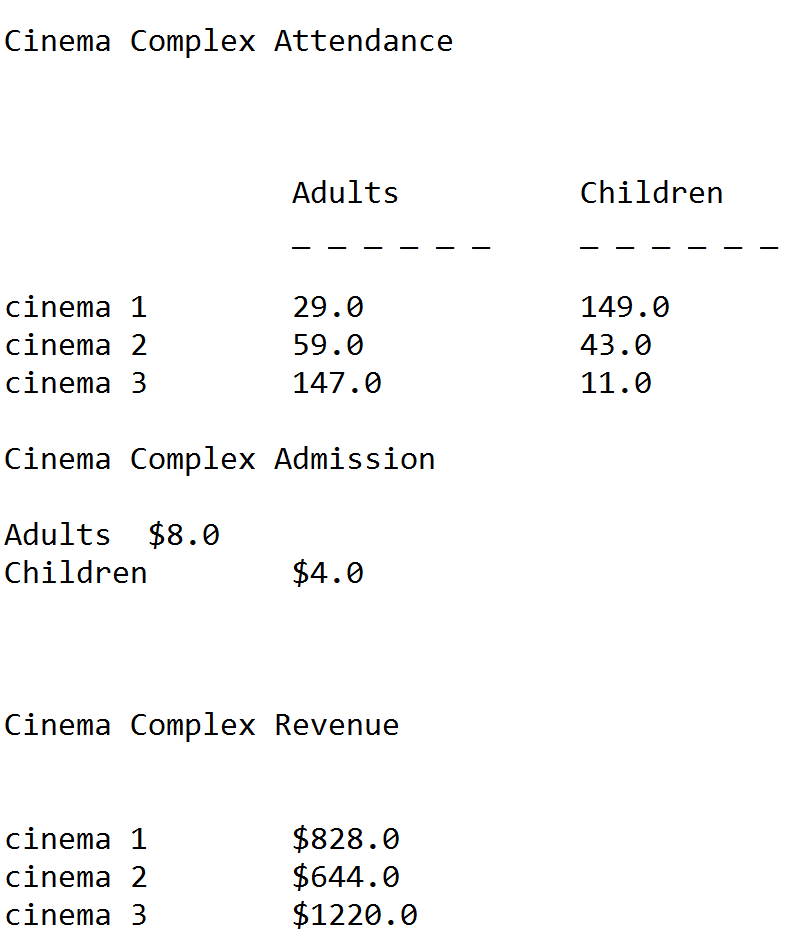 Cinema Complex Attendance
Adults Children
_ _ _ _ _ _ _ _ _ _ _ _
cinema 1 29.0 149.0
cinema 2 59.0 43.0
cinema 3 147.0 11.0
Cinema Complex Admission
Adults $8.0
Children $4.0
Cinema Complex Revenue
cinema 1 $828.0
cinema 2 $644.0
cinema 3 $1220.0